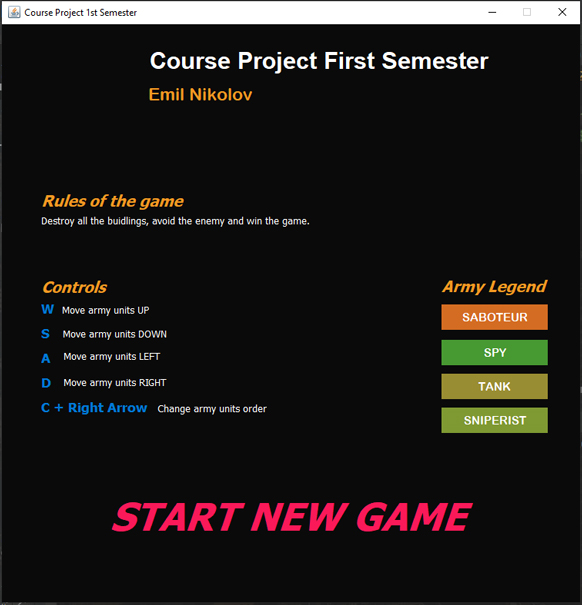 Course Project 1st Semester
Course Project First Semester
Emil Nikolov
Rules of the game
Destroy all the buidlings, avoid the enemy and win the game.
Controls
W Move army units UP
S Move army units DOWN
A Move army units LEFT
D Move army units RIGHT
C + Right Arrow Change army units order
Army Legend
SABOTEUR
SPY
TANK
SNIPERIST
START NEW GAME